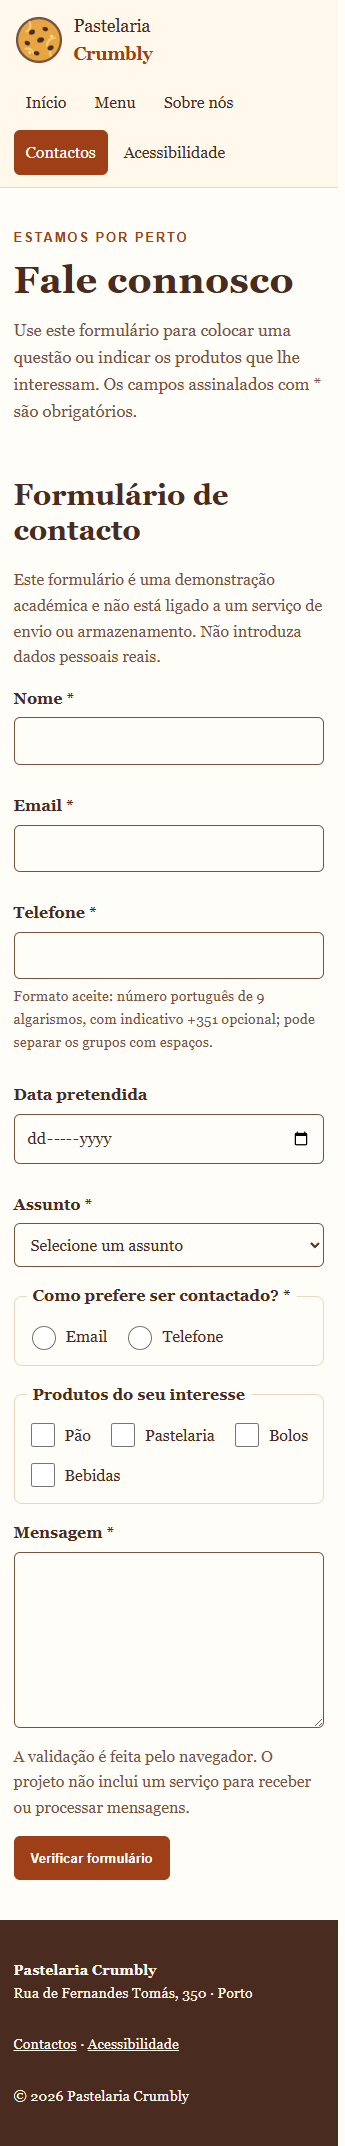 Pastelaria
Crumbly
Início Menu Sobre nós
Contactos Acessibilidade
ESTAMOS POR PERTO
Fale connosco
Use este formulário para colocar uma
questão ou indicar os produtos que lhe
interessam. Os campos assinalados com *
são obrigatórios.
Formulário de
contacto
Este formulário é uma demonstração
académica e não está ligado a um serviço de
envio ou armazenamento. Não introduza
dados pessoais reais.
Nome *
Email *
Telefone *
Formato aceite: número português de 9
algarismos, com indicativo +351 opcional; pode
separar os grupos com espaços.
Data pretendida
dd-----yyyy
Assunto *
Selecione um assunto
Como prefere ser contactado? *
Email Telefone
Produtos do seu interesse
Pão Pastelaria Bolos
Bebidas
Mensagem *
A validação é feita pelo navegador. O
projeto não inclui um serviço para receber
ou processar mensagens.
Verificar formulário
Pastelaria Crumbly
Rua de Fernandes Tomás, 350 · Porto
Contactos · Acessibilidade
© 2026 Pastelaria Crumbly